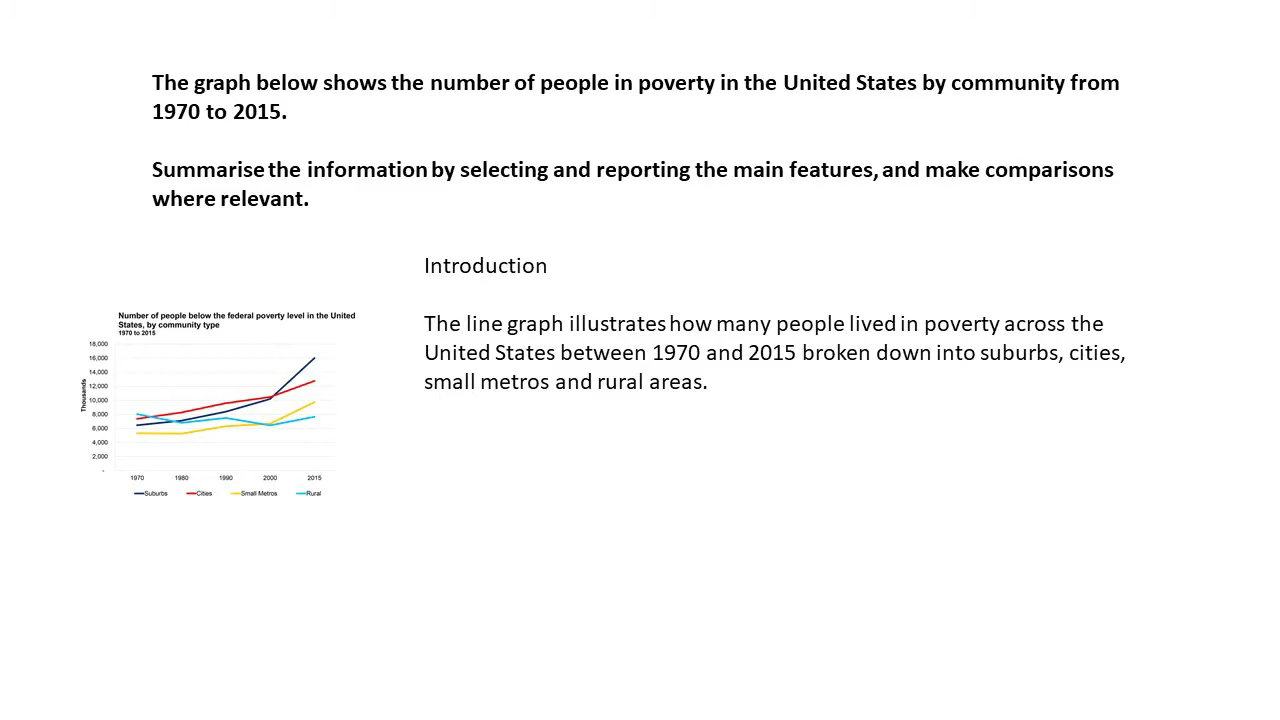 The graph below shows the number of people in poverty in the United States by community from
1970 to 2015.
Summarise the information by selecting and reporting the main features, and make comparisons
where relevant.
Introduction
The line graph illustrates how many people lived in poverty across the
United States between 1970 and 2015 broken down into suburbs, cities,
small metros and rural areas.
Number of people below the federal poverty level in the United
States, by community type
1970 to 2015
Thousands
18,000
16,000
14,000
12,000
10,000
8,000
6,000
4,000
2,000
-
1970 1980 1990 2000 2015
Suburbs Cities Small Metros Rural